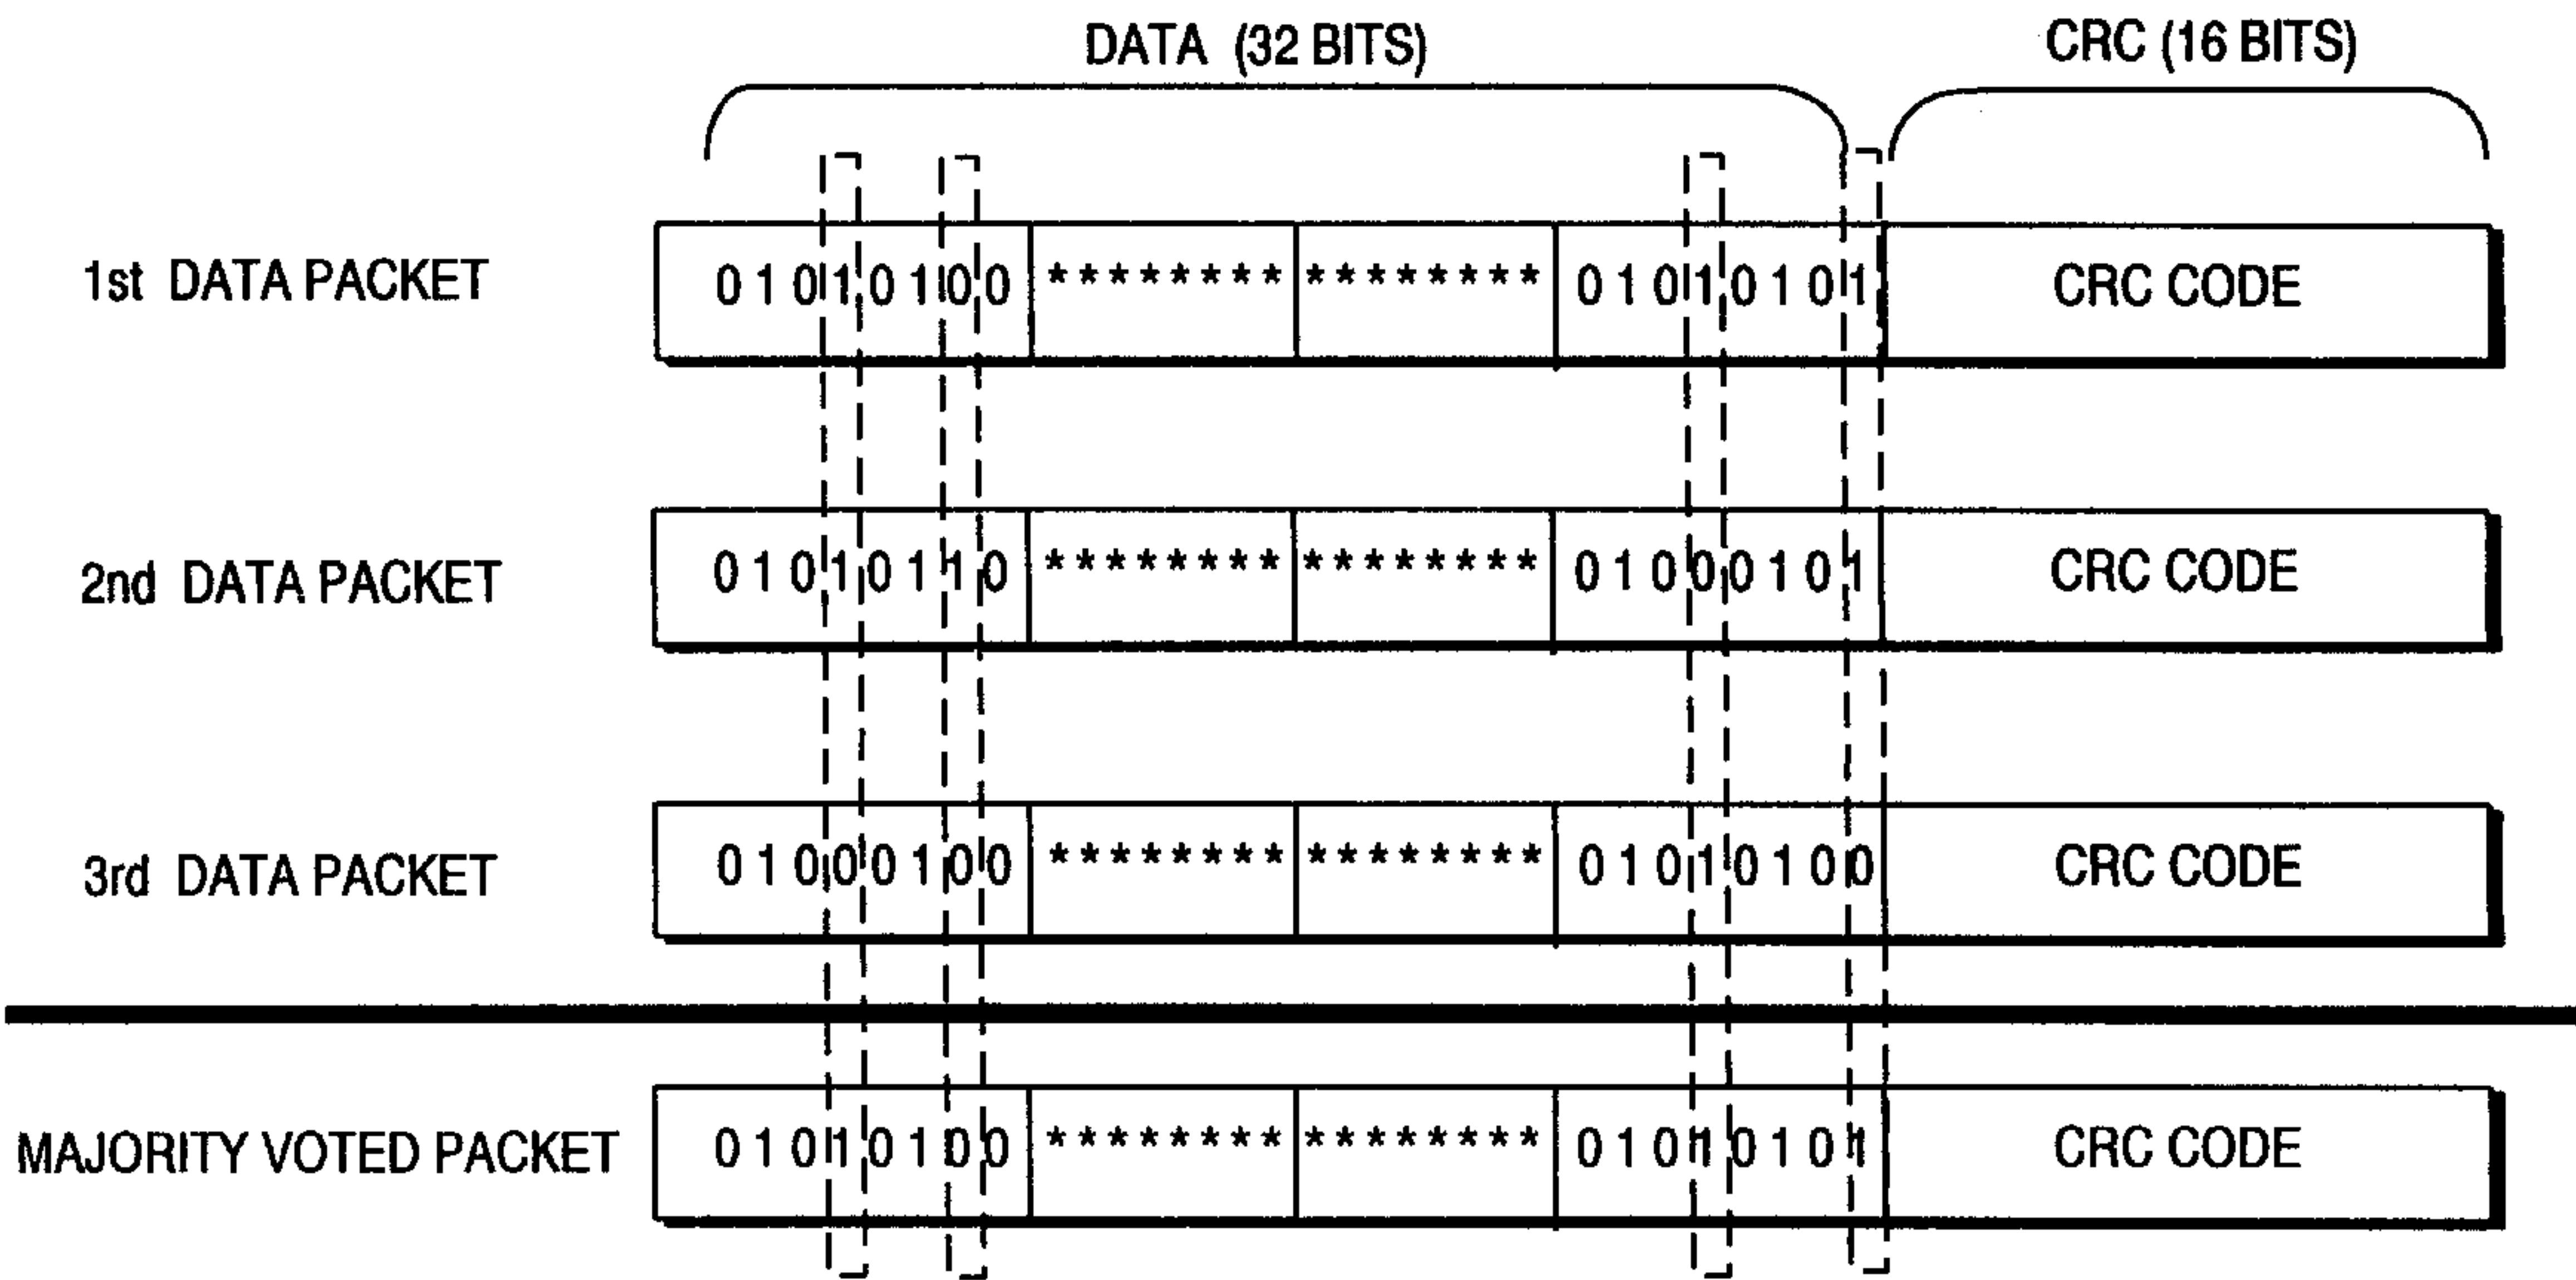 DATA (32 BITS) CRC (16 BITS)
1st DATA PACKET 0 1 0 1 0 1 0 0 * * * * * * * * * * * * * * * * 0 1 0 1 0 1 0 1 CRC CODE
2nd DATA PACKET 0 1 0 1 0 1 1 0 * * * * * * * * * * * * * * * * 0 1 0 0 0 1 0 1 CRC CODE
3rd DATA PACKET 0 1 0 0 0 1 0 0 * * * * * * * * * * * * * * * * 0 1 0 1 0 1 0 0 CRC CODE
MAJORITY VOTED PACKET 0 1 0 1 0 1 0 0 * * * * * * * * * * * * * * * * 0 1 0 1 0 1 0 1 CRC CODE